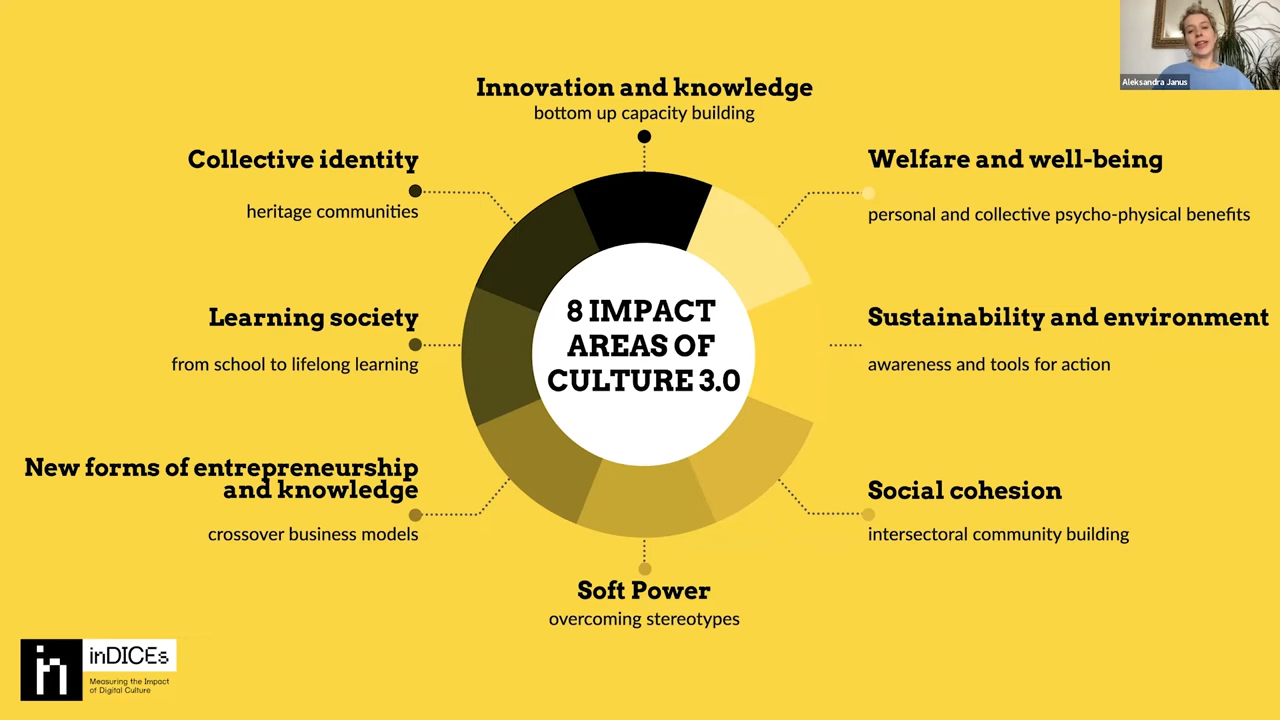 Aleksandra Janus
Innovation and knowledge
bottom up capacity building
Collective identity
heritage communities
Welfare and well-being
personal and collective psycho-physical benefits
Learning society
from school to lifelong learning
8 IMPACT
AREAS OF
CULTURE 3.0
Sustainability and environment
awareness and tools for action
New forms of entrepreneurship
and knowledge
crossover business models
Social cohesion
intersectoral community building
Soft Power
overcoming stereotypes
in
inDICEs
Measuring the Impact
of Digital Culture